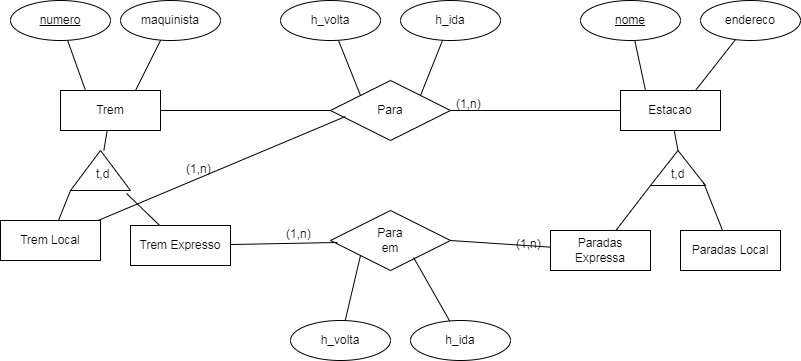 numero
maquinista
h_volta
h_ida
nome
endereco
Trem
Para
(1,n)
Estacao
t,d
(1,n)
t,d
Trem Local
Trem Expresso
(1,n)
Para
em
(1,n)
Paradas
Expressa
Paradas Local
h_volta
h_ida